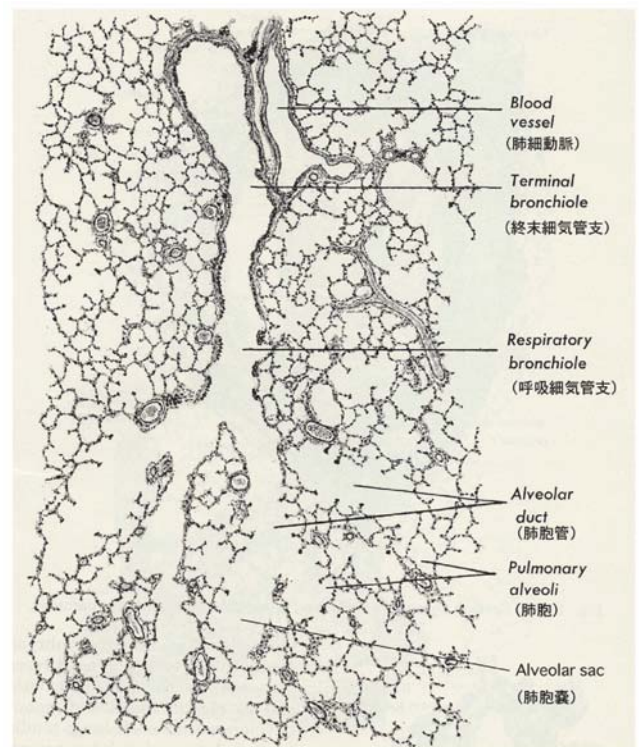 Blood
vessel
(肺細動脈)
Terminal
bronchiole
(終末細気管支)
Respiratory
bronchiole
(呼吸細気管支)
Alveolar
duct
(肺胞管)
Pulmonary
alveoli
(肺胞)
Alveolar sac
(肺胞嚢)